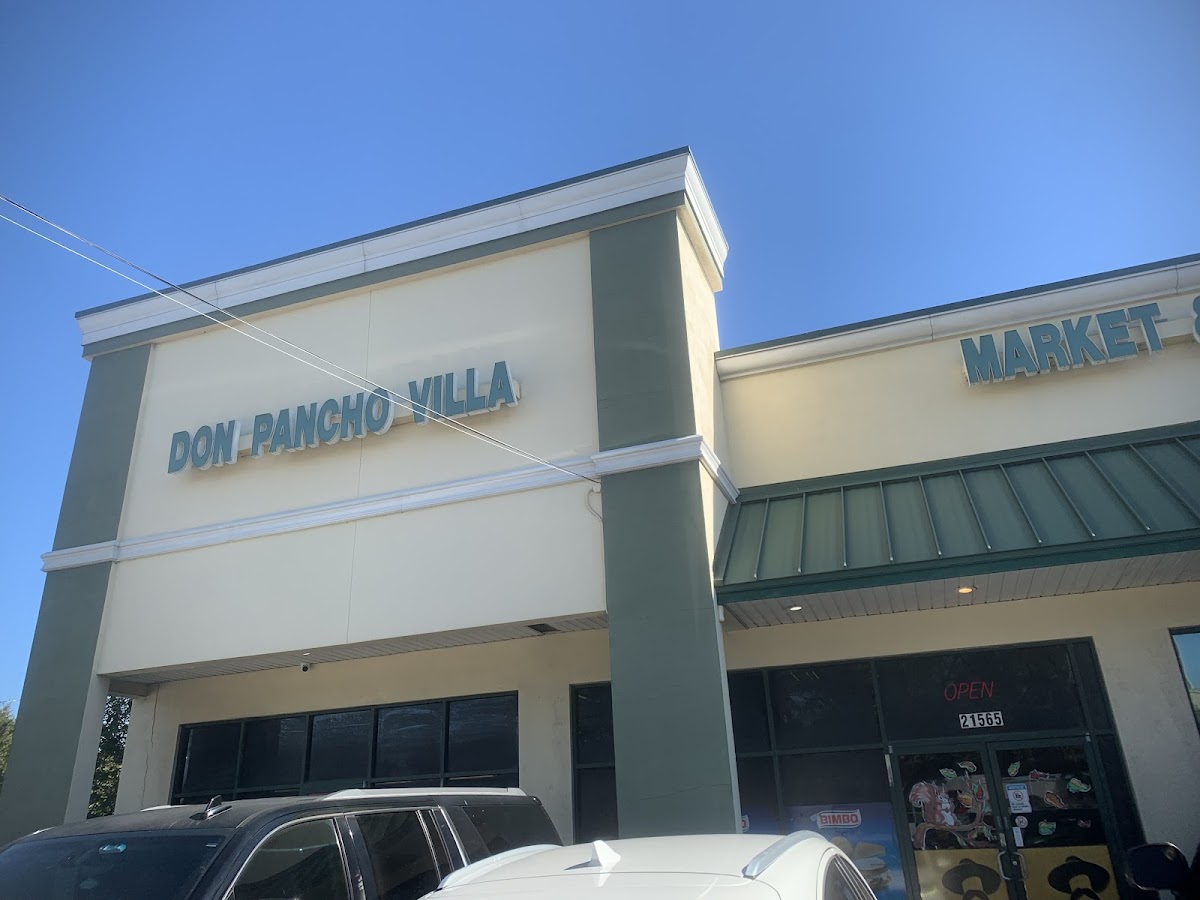 DON PANCHO VILLA
MARKET &
OPEN
21565
BIMBO